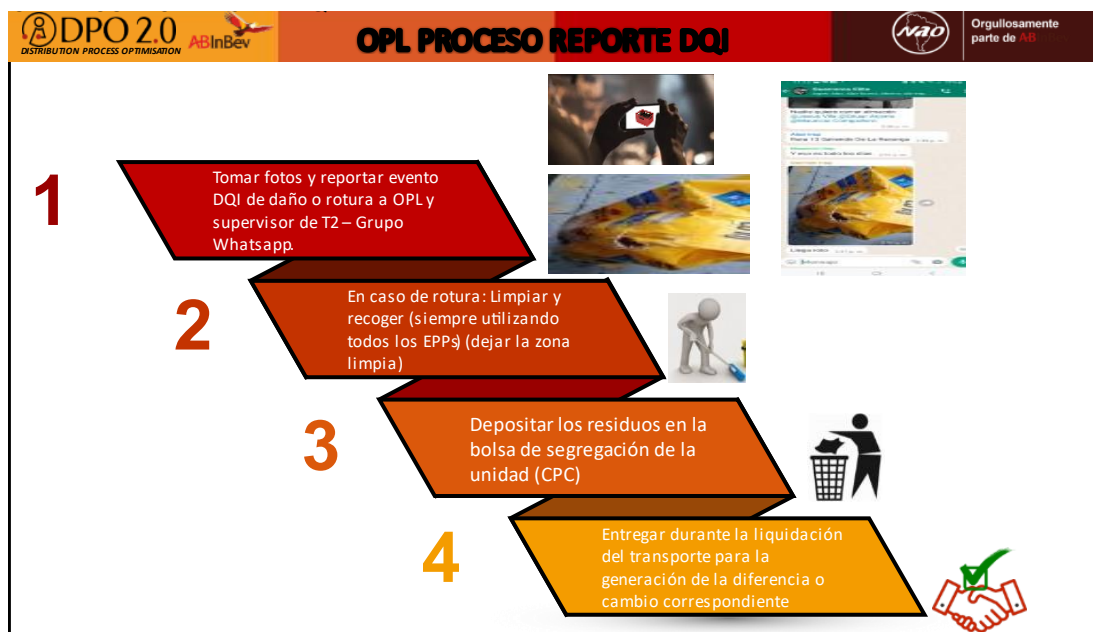 DPO 2.0
DISTRIBUTION PROCESS OPTIMISATION
ABInBev
OPL PROCESO REPORTE DQI
NAO
Orgullosamente
parte de AB
1
Tomar fotos y reportar evento
DQI de daño o rotura a OPL y
supervisor de T2 – Grupo
Whatsapp.
2
En caso de rotura: Limpiar y
recoger (siempre utilizando
todos los EPPs) (dejar la zona
limpia)
3
Depositar los residuos en la
bolsa de segregación de la
unidad (CPC)
4
Entregar durante la liquidación
del transporte para la
generación de la diferencia o
cambio correspondiente